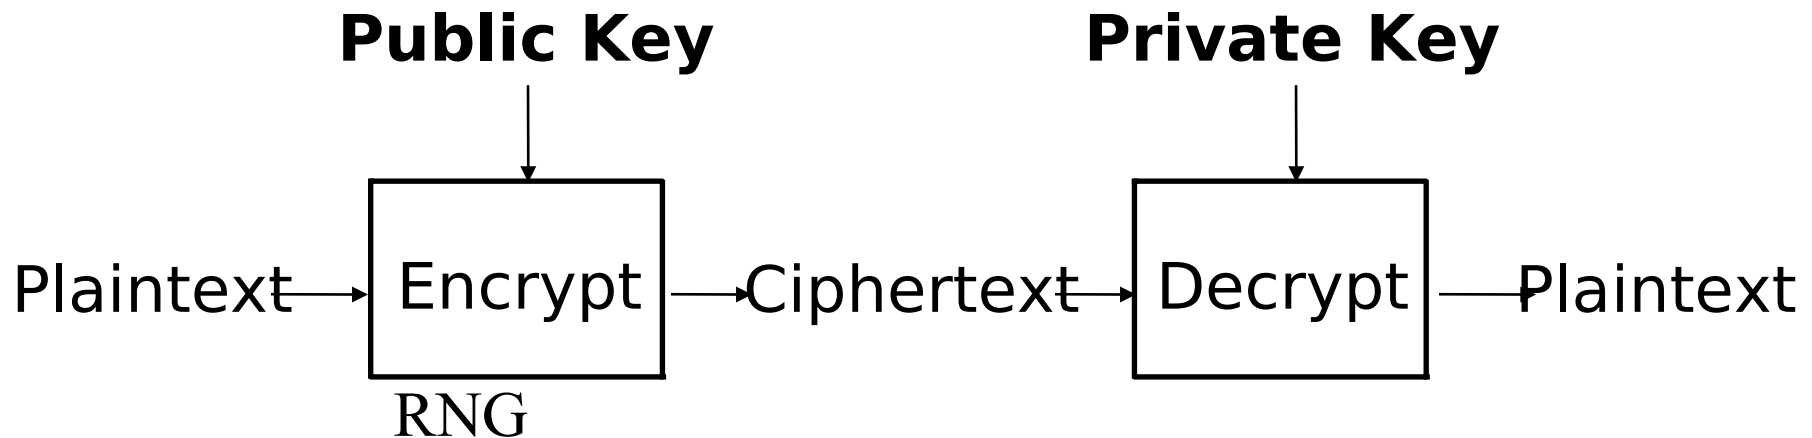 Public Key Private Key
Plaintext Encrypt Ciphertext Decrypt Plaintext
RNG